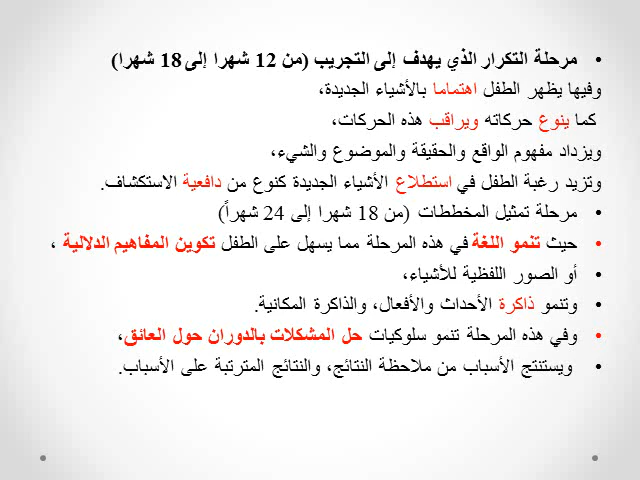 • مرحلة التكرار الذي يهدف إلى التجريب (من 12 شهرا إلى 18 شهرا)
وفيها يظهر الطفل اهتماما بالأشياء الجديدة،
كما ينوع حركاته ويراقب هذه الحركات،
ويزداد مفهوم الواقع والحقيقة والموضوع والشيء،
وتزيد رغبة الطفل في استطلاع الأشياء الجديدة كنوع من دافعية الاستكشاف.
• مرحلة تمثيل المخططات (من 18 شهرا إلى 24 شهراً)
• حيث تنمو اللغة في هذه المرحلة مما يسهل على الطفل تكوين المفاهيم الدلالية ،
• أو الصور اللفظية للأشياء،
• وتنمو ذاكرة الأحداث والأفعال، والذاكرة المكانية.
• وفي هذه المرحلة تنمو سلوكيات حل المشكلات بالدوران حول العائق،
• ويستنتج الأسباب من ملاحظة النتائج، والنتائج المترتبة على الأسباب.